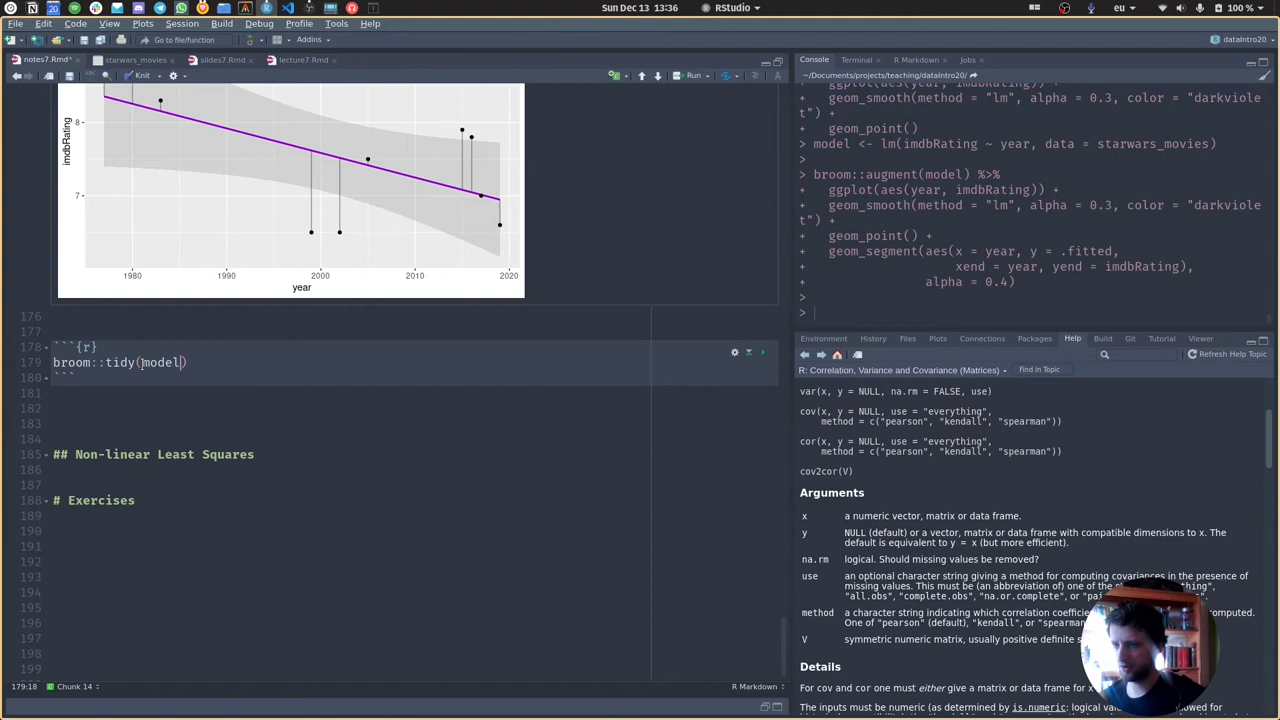 Sun Dec 13 13:36
RStudio
eu
100 %
File Edit Code View Plots Session Build Debug Profile Tools Help
Go to file/function
Addins
dataIntro20
notes7.Rmd*
starwars_movies
slides7.Rmd
lecture7.Rmd
Knit
Run
8
7
imdbRating
1980
1990
2000
2010
2020
year
176
177
178 ```{r}
179 broom::tidy(model)
180 ```
181
182
183
184
185 ## Non-linear Least Squares
186
187
188 # Exercises
189
190
191
192
193
194
195
196
197
198
199
179:18
Chunk 14
R Markdown
Console Terminal R Markdown Jobs
~/Documents/projects/teaching/dataIntro20/
+   ggplot(aes(year, imdbRating)) +
+   geom_smooth(method = "lm", alpha = 0.3, color = "darkviole
t") +
+   geom_point()
> model <- lm(imdbRating ~ year, data = starwars_movies)
>
> broom::augment(model) %>%
+   ggplot(aes(year, imdbRating)) +
+   geom_smooth(method = "lm", alpha = 0.3, color = "darkviole
t") +
+   geom_point() +
+   geom_segment(aes(x = year, y = .fitted,
+                    xend = year, yend = imdbRating),
+                alpha = 0.4)
>
>
Environment History Files Plots Connections Packages Help Build Git Tutorial Viewer
Refresh Help Topic
R: Correlation, Variance and Covariance (Matrices)
Find in Topic
var(x, y = NULL, na.rm = FALSE, use)
cov(x, y = NULL, use = "everything",
method = c("pearson", "kendall", "spearman"))
cor(x, y = NULL, use = "everything",
method = c("pearson", "kendall", "spearman"))
cov2cor(V)
Arguments
x a numeric vector, matrix or data frame.
y NULL (default) or a vector, matrix or data frame with compatible dimensions to x. The
default is equivalent to y = x (but more efficient).
na.rm logical. Should missing values be removed?
use an optional character string giving a method for computing covariances in the presence of
missing values. This must be (an abbreviation of) one of the
"all.obs", "complete.obs", "na.or.complete", or
method a character string indicating which correlation
computed.
One of "pearson" (default), "kendall", or
V symmetric numeric matrix, usually positive definite
Details
For cov and cor one must either give a matrix or data frame for x
The inputs must be numeric (as determined by is.numeric: logical